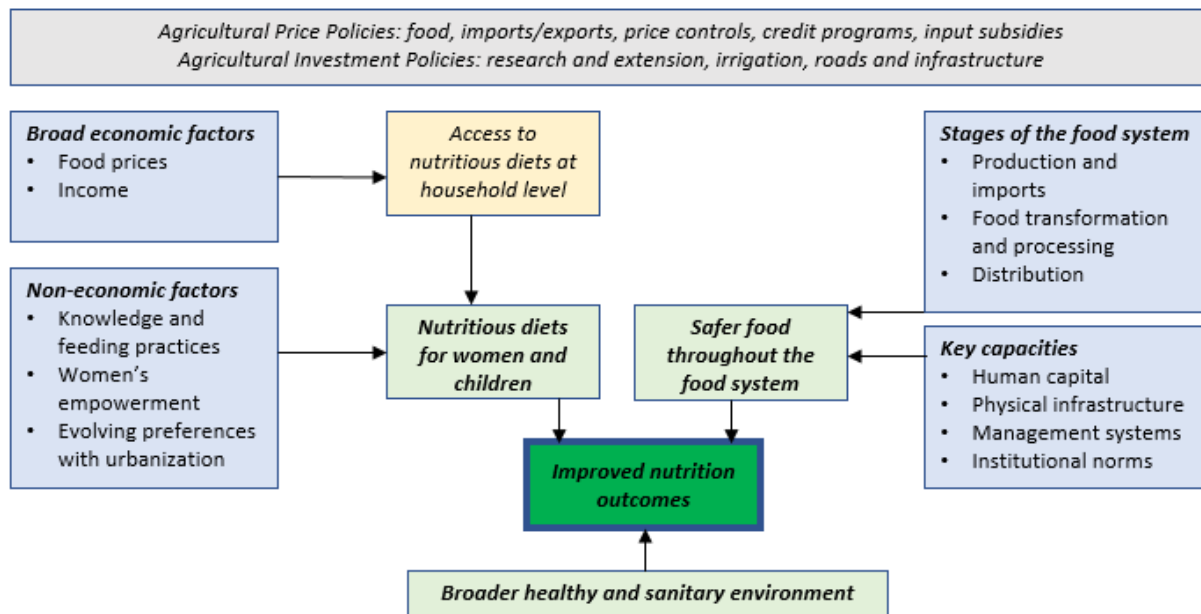 Agricultural Price Policies: food, imports/exports, price controls, credit programs, input subsidies
Agricultural Investment Policies: research and extension, irrigation, roads and infrastructure
Broad economic factors
• Food prices
• Income
Access to
nutritious diets at
household level
Stages of the food system
• Production and
imports
• Food transformation
and processing
• Distribution
Non-economic factors
• Knowledge and
feeding practices
• Women's
empowerment
• Evolving preferences
with urbanization
Nutritious diets
for women and
children
Safer food
throughout the
food system
Key capacities
• Human capital
• Physical infrastructure
• Management systems
• Institutional norms
Improved nutrition
outcomes
Broader healthy and sanitary environment